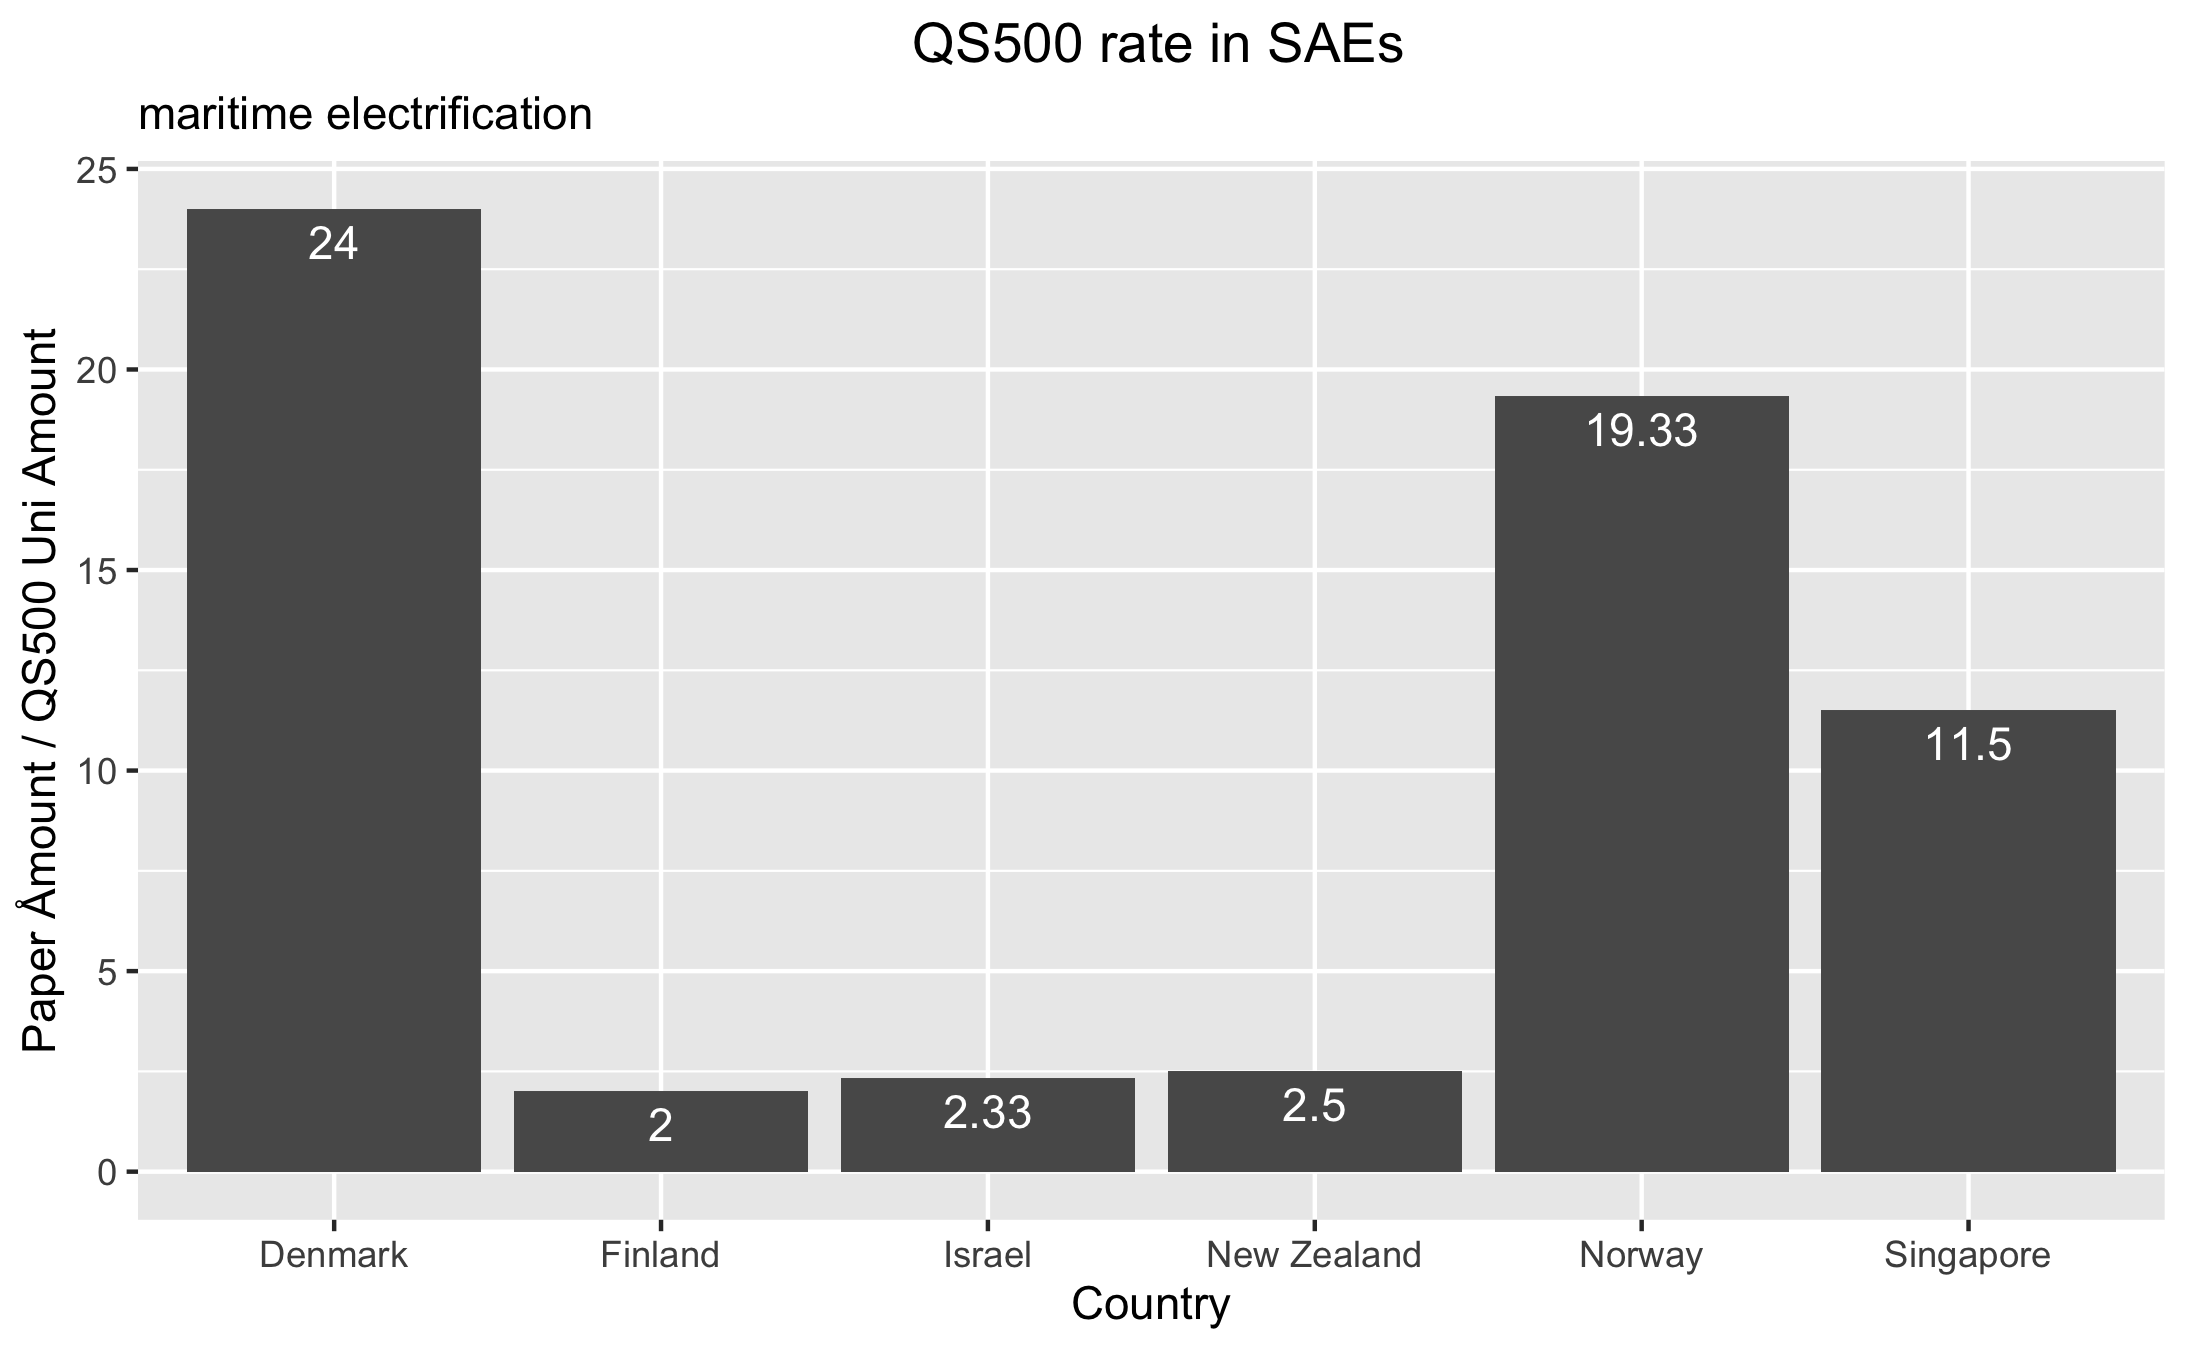 QS500 rate in SAEs
maritime electrification
Paper Åmount / QS500 Uni Amount
25
20
15
10
5
0
24
2
2.33
2.5
19.33
11.5
Denmark
Finland
Israel
New Zealand
Norway
Singapore
Country